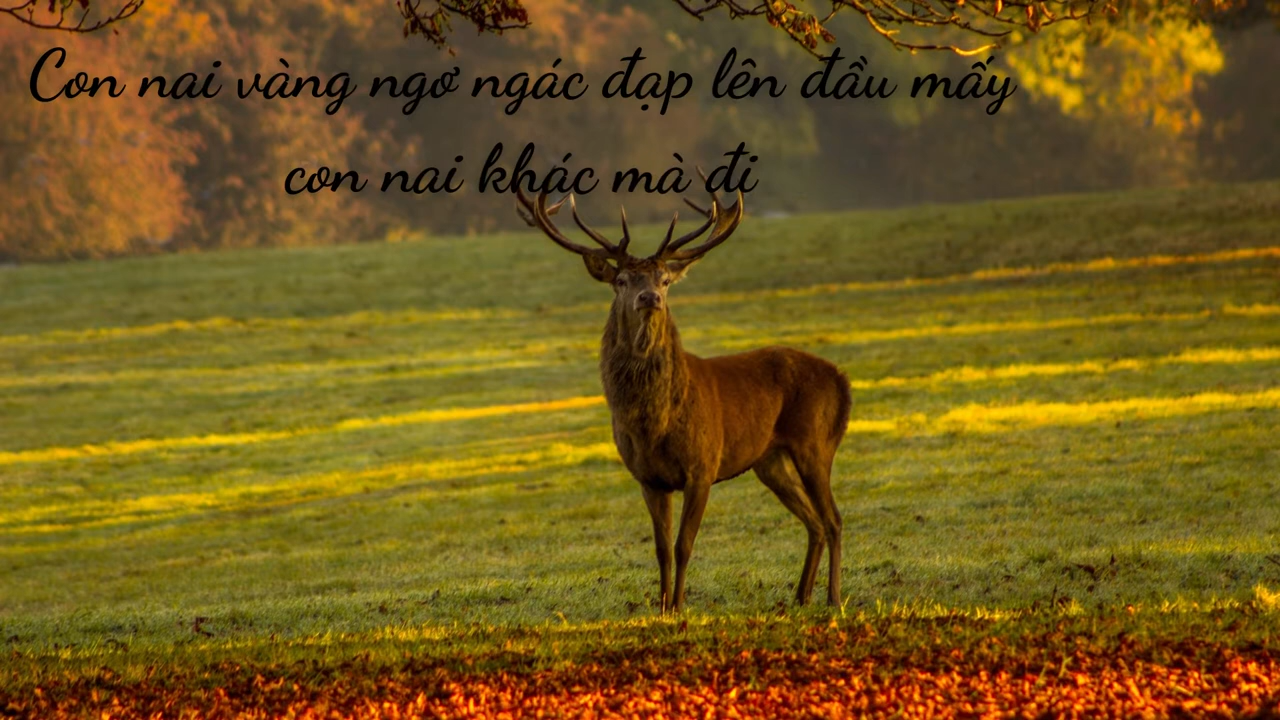 Con nai vàng ngơ ngác đạp lên đầu mấy
con nai khác mà đi